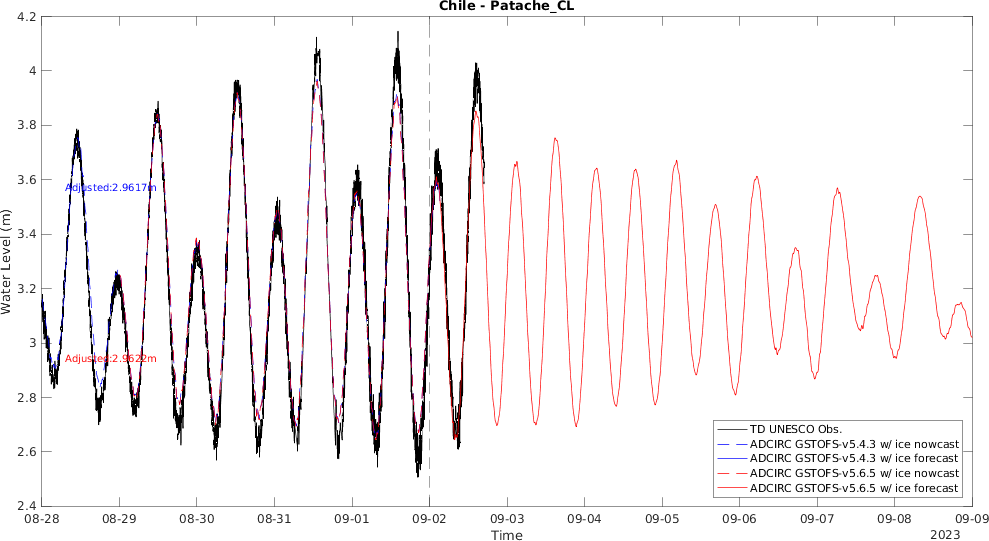 Chile - Patache_CL
Water Level (m)
4.2
4
3.8
3.6
3.4
3.2
3
2.8
2.6
2.4
Adjusted:2.9617m
Adjusted:2.9622m
TD UNESCO Obs.
ADCIRC GSTOFS-v5.4.3 w/ ice nowcast
ADCIRC GSTOFS-v5.4.3 w/ ice forecast
ADCIRC GSTOFS-v5.6.5 w/ ice nowcast
ADCIRC GSTOFS-v5.6.5 w/ ice forecast
08-28 08-29 08-30 08-31 09-01 09-02 09-03 09-04 09-05 09-06 09-07 09-08 09-09
Time
2023